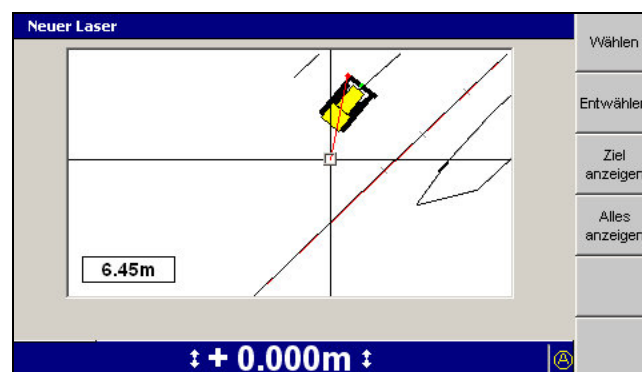 Neuer Laser
Wählen
Entwählen
Ziel
anzeigen
Alles
anzeigen
6.45m
+ 0.000m
A